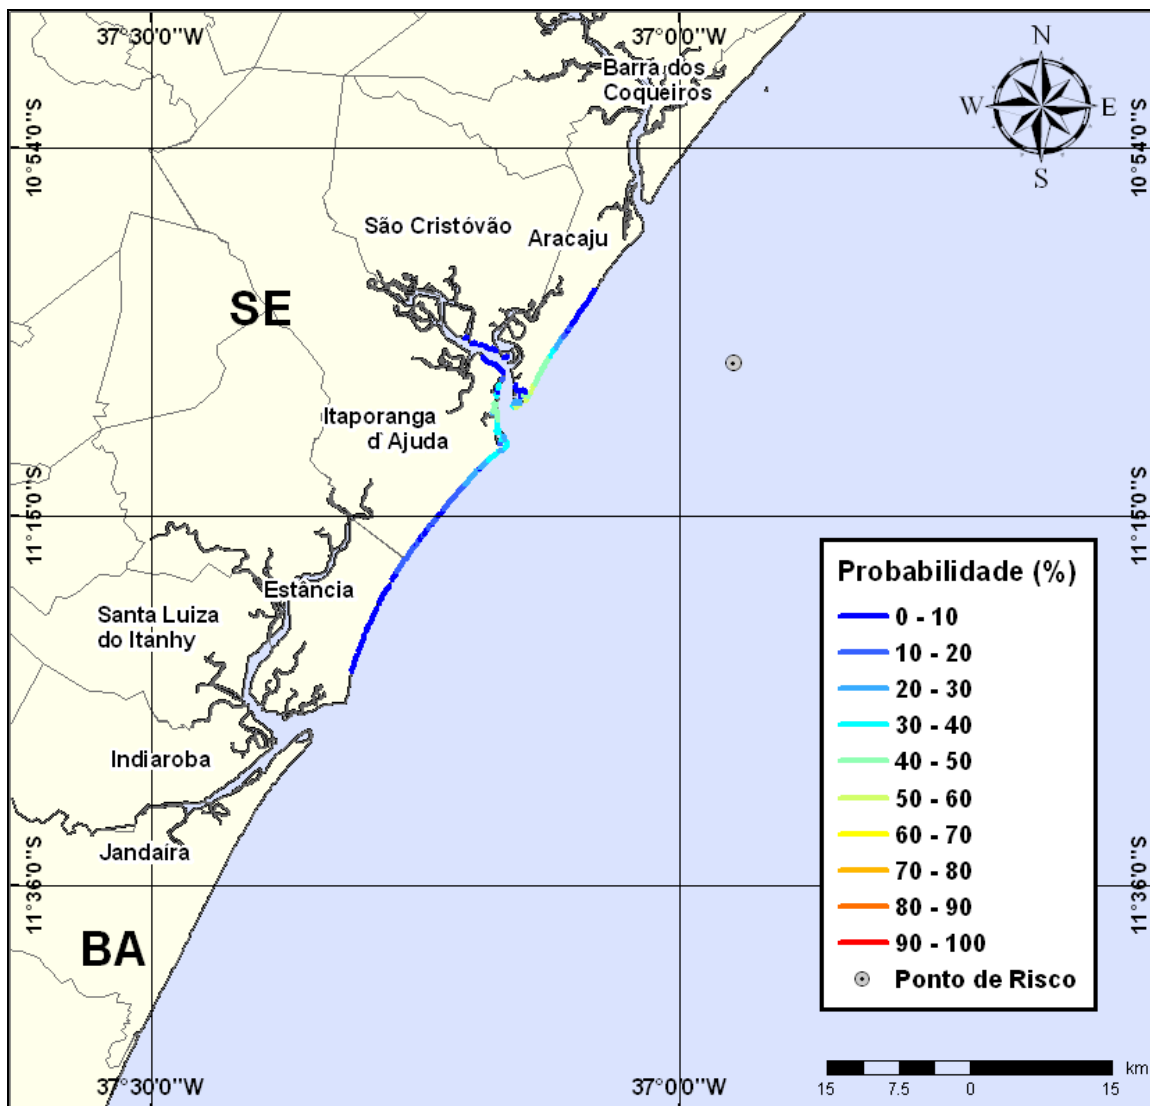 37°30'0''W
37°0'0''W
N
W
E
S
Barra dos
Coqueiros
10°54'0''S
10°54'0''S
São Cristóvão
Aracaju
SE
Itaporanga
d`Ajuda
11°15'0''S
11°15'0''S
Estância
Santa Luiza
do Itanhy
Indiaroba
Jandaíra
11°36'0''S
11°36'0''S
BA
Probabilidade (%)
0 - 10
10 - 20
20 - 30
30 - 40
40 - 50
50 - 60
60 - 70
70 - 80
80 - 90
90 - 100
Ponto de Risco
km
15 7.5 0 15
37°30'0''W
37°0'0''W